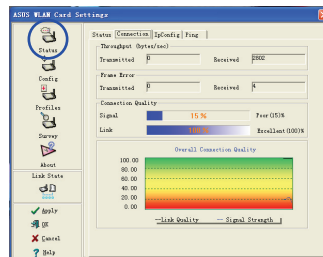 ASUS WLAN Card Settings
Status
Config
Profiles
Survey
About
Link State
Apply
OK
Cancel
Help
Status Connection IpConfig Ping
Throughput (bytes/sec)
Transmitted 0 Received 2802
Frame Error
Transmitted 0 Received 4
Connection Quality
Signal 15 % Poor (15)%
Link 100 % Excellent (100)%
Overall Connection Quality
100.00
80.00
60.00
40.00
20.00
0.00
—Link Quality -- Signal Strength